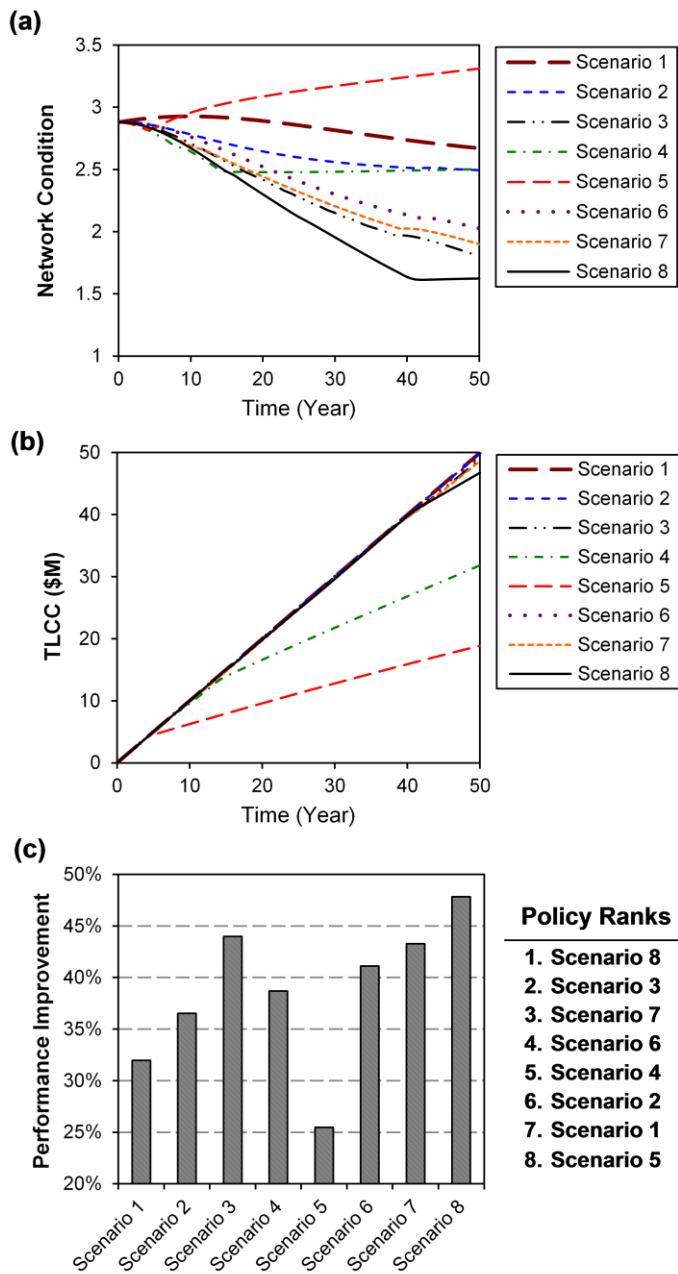 (a)
3.5
3
2.5
2
1.5
1
Network Condition
0
10
20
30
40
50
Time (Year)
Scenario 1
Scenario 2
Scenario 3
Scenario 4
Scenario 5
Scenario 6
Scenario 7
Scenario 8
(b)
50
40
30
20
10
0
TLCC ($M)
0
10
20
30
40
50
Time (Year)
Scenario 1
Scenario 2
Scenario 3
Scenario 4
Scenario 5
Scenario 6
Scenario 7
Scenario 8
(c)
50%
45%
40%
35%
30%
25%
20%
Performance Improvement
Scenario 1
Scenario 2
Scenario 3
Scenario 4
Scenario 5
Scenario 6
Scenario 7
Scenario 8
Policy Ranks
1. Scenario 8
2. Scenario 3
3. Scenario 7
4. Scenario 6
5. Scenario 4
6. Scenario 2
7. Scenario 1
8. Scenario 5